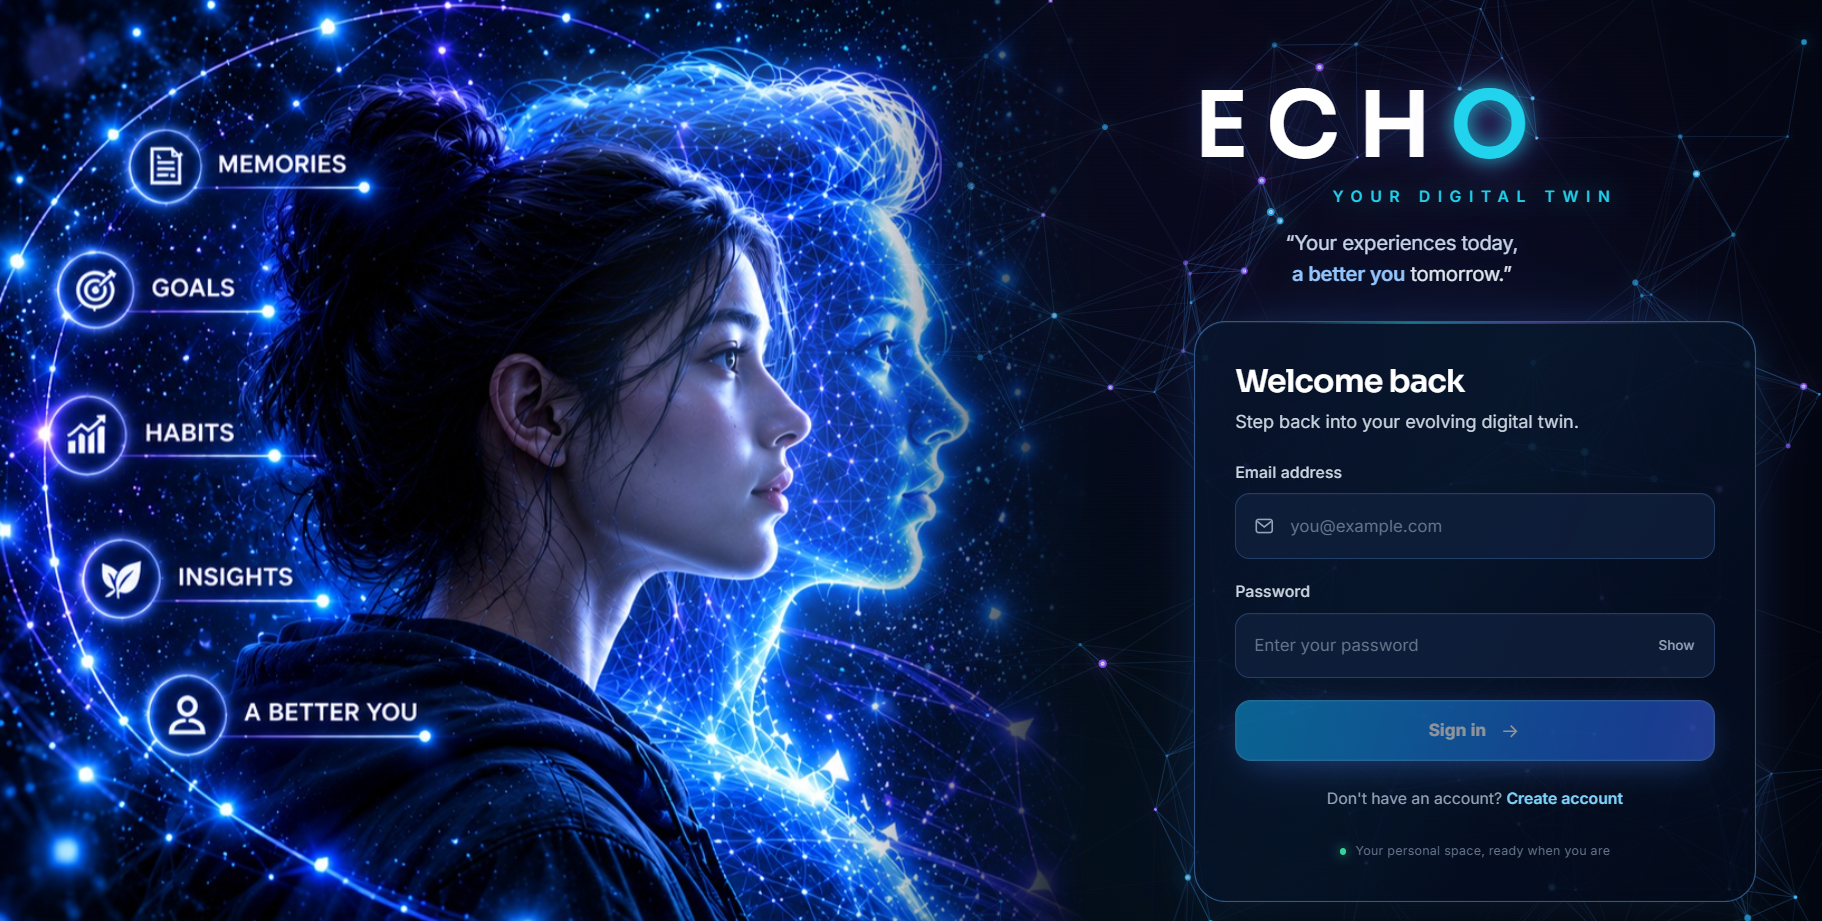 MEMORIES
GOALS
HABITS
INSIGHTS
A BETTER YOU
ECHO
YOUR DIGITAL TWIN
“Your experiences today,
a better you tomorrow.”
Welcome back
Step back into your evolving digital twin.
Email address
you@example.com
Password
Enter your password
Show
Sign in →
Don't have an account? Create account
Your personal space, ready when you are